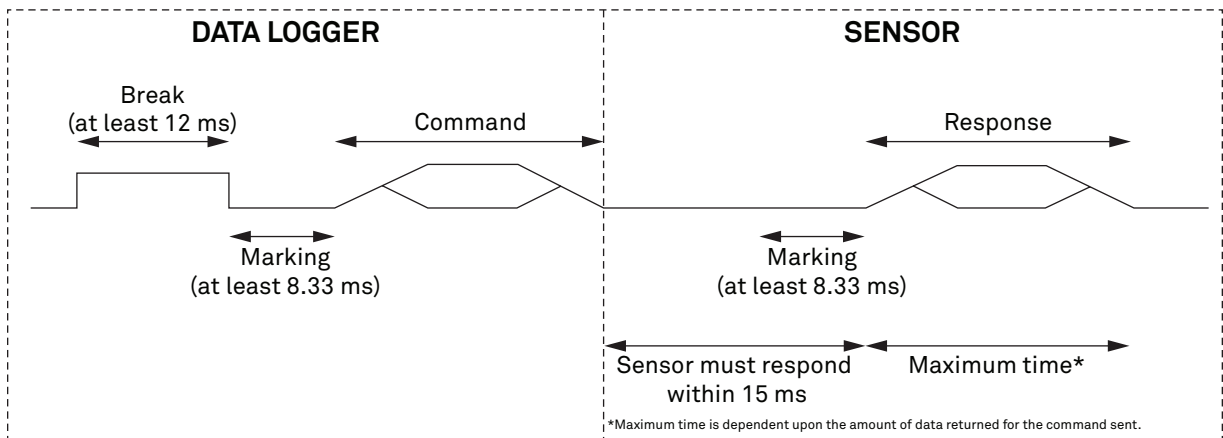 DATA LOGGER
SENSOR
Break
(at least 12 ms)
Command
Response
Marking
(at least 8.33 ms)
Marking
(at least 8.33 ms)
Sensor must respond
within 15 ms
Maximum time*
*Maximum time is dependent upon the amount of data returned for the command sent.